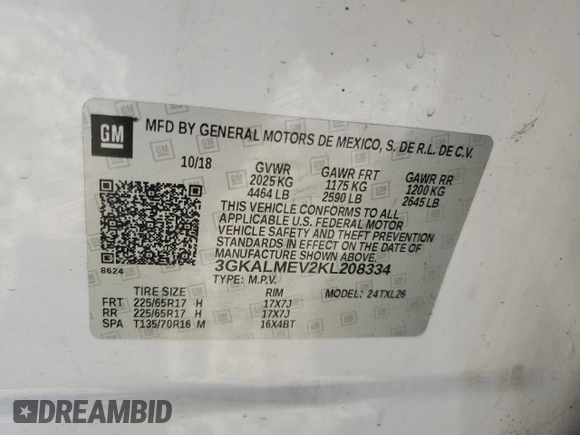 GM
MFD BY GENERAL MOTORS DE MEXICO, S. DE R.L. DE C.V.
10/18 GVWR GAWR FRT GAWR RR
2025 KG 1175 KG 1200 KG
4464 LB 2590 LB 2645 LB
THIS VEHICLE CONFORMS TO ALL
APPLICABLE U.S. FEDERAL MOTOR
VEHICLE SAFETY AND THEFT PREVENTION
STANDARDS IN EFFECT ON THE DATE OF
MANUFACTURE SHOWN ABOVE.
8624 3GKALMEV2KL208334
TYPE: M.P.V.
TIRE SIZE RIM MODEL: 24TXL26
FRT 225/65R17 H 17X7J
RR 225/65R17 H 17X7J
SPA T135/70R16 M 16X4BT
DREAMBID